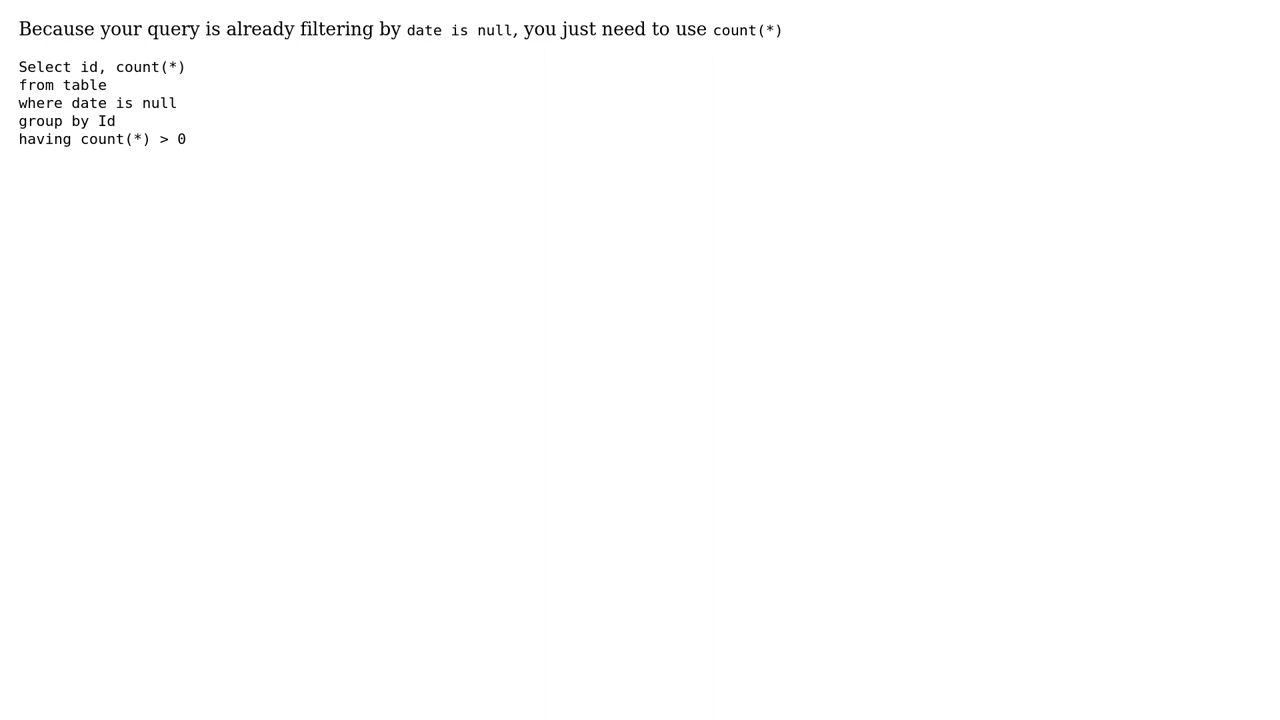 Because your query is already filtering by date is null, you just need to use count(*)
Select id, count(*)
from table
where date is null
group by Id
having count(*) > 0